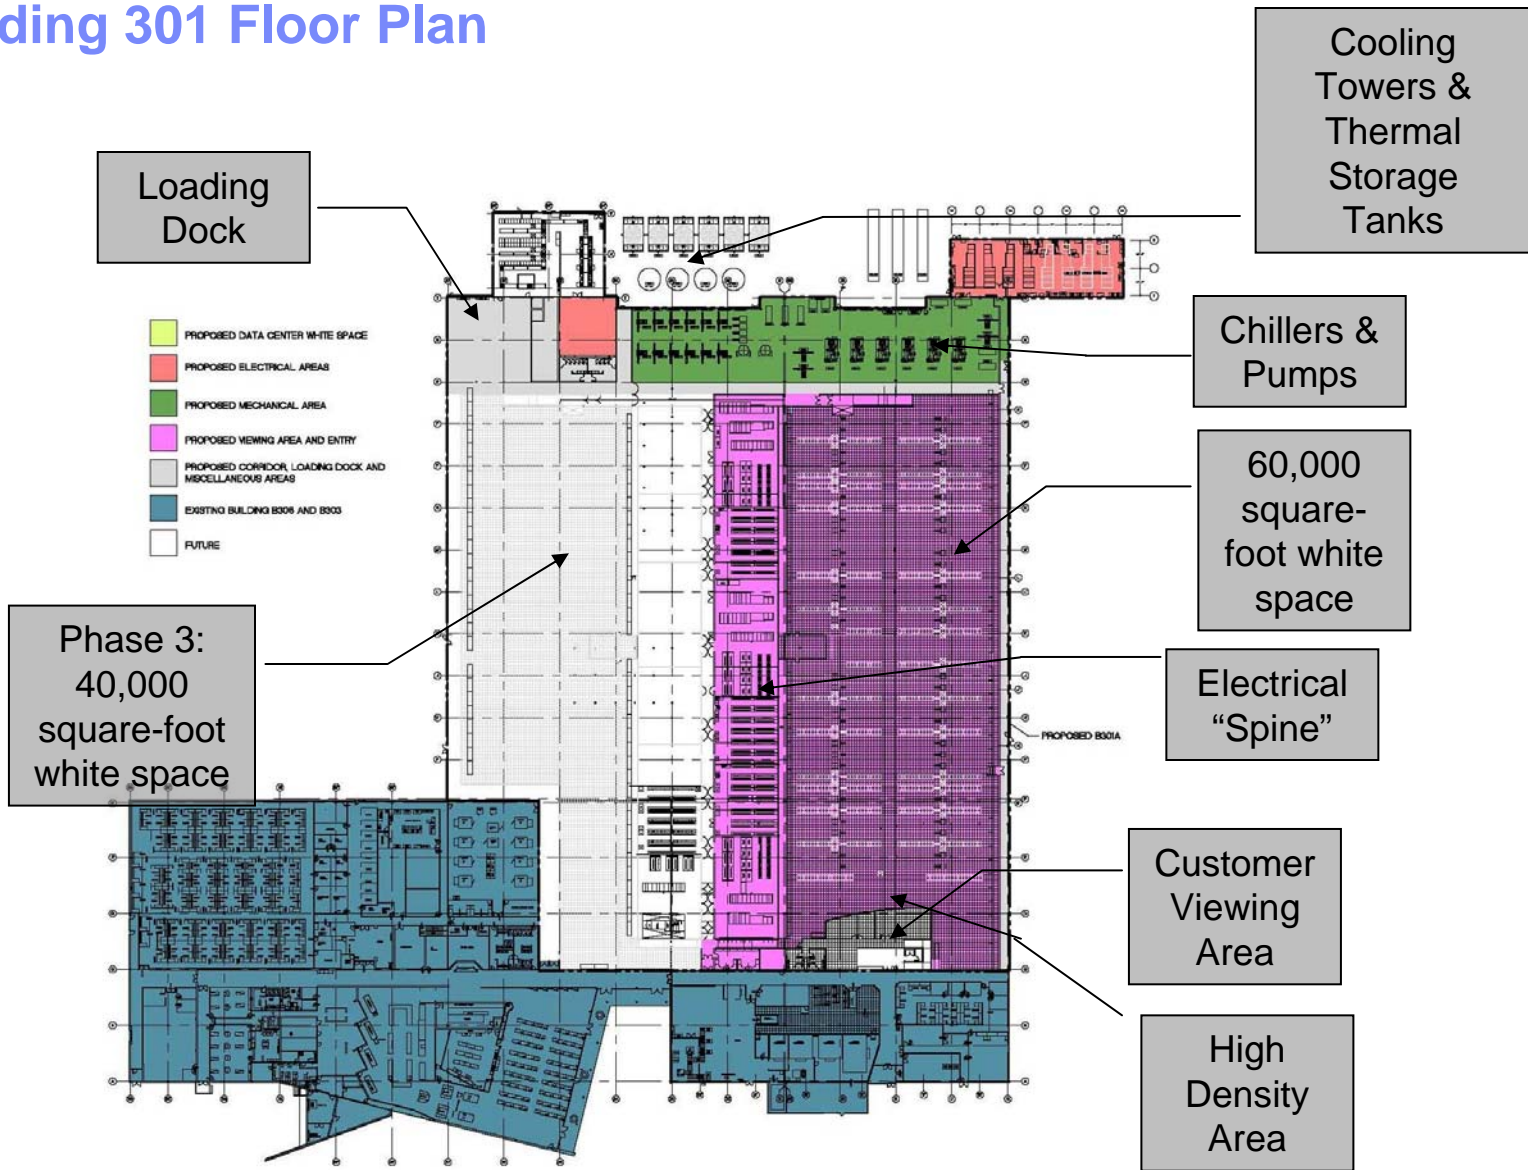 ding 301 Floor Plan
Cooling
Towers &
Thermal
Storage
Tanks
Loading
Dock
PROPOSED DATA CENTER WHITE SPACE
PROPOSED ELECTRICAL AREAS
PROPOSED MECHANICAL AREA
PROPOSED VIEWING AREA AND ENTRY
PROPOSED CORRIDOR, LOADING DOCK AND
MISCELLANEOUS AREAS
EXISTING BUILDING B306 AND B303
FUTURE
Chillers &
Pumps
60,000
square-
foot white
space
Phase 3:
40,000
square-foot
white space
Electrical
“Spine”
PROPOSED B301A
Customer
Viewing
Area
High
Density
Area